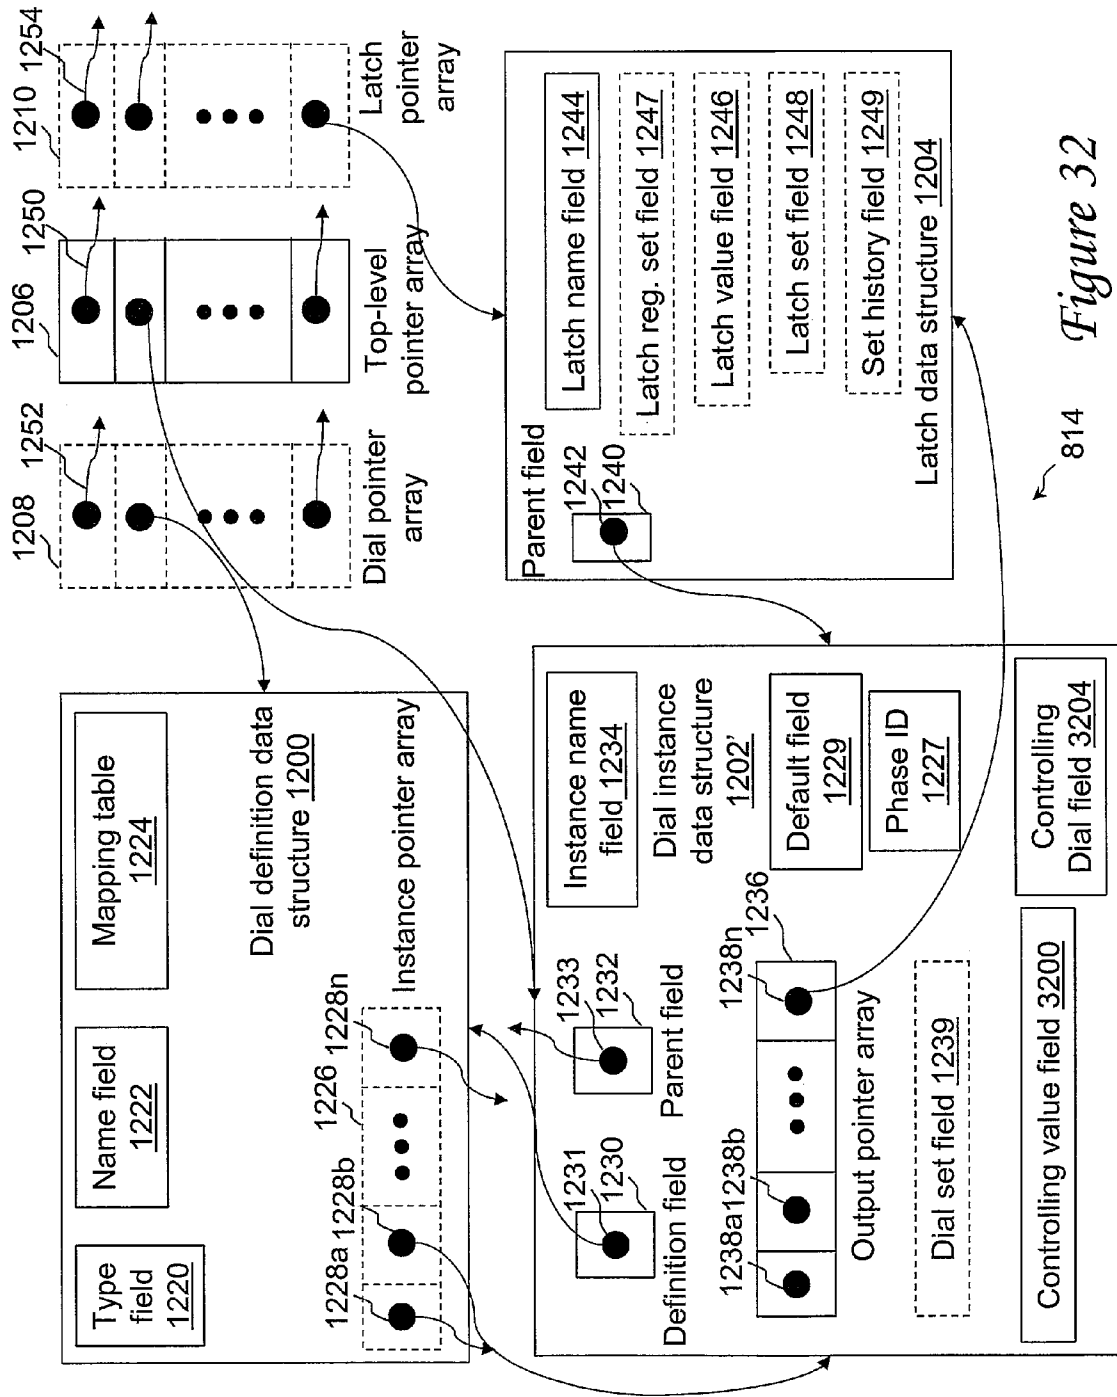 Type
field
1220
Name field
1222
Mapping table
1224
Dial definition data
structure 1200
1228a
1228b
1226
1228n
Instance pointer array
1208
1252
Dial pointer
array
1206
1250
Top-level
pointer array
1210
1254
Latch
pointer
array
1231
1230
Definition field
1233
1232
Parent field
Instance name
field 1234
Dial instance
data structure
1202'
Default field
1229
Phase ID
1227
1238a
1238b
1238n
1236
Output pointer array
Dial set field 1239
Controlling value field 3200
Controlling
Dial field 3204
Parent field
1242
1240
Latch name field 1244
Latch reg. set field 1247
Latch value field 1246
Latch set field 1248
Set history field 1249
Latch data structure 1204
814
Figure 32